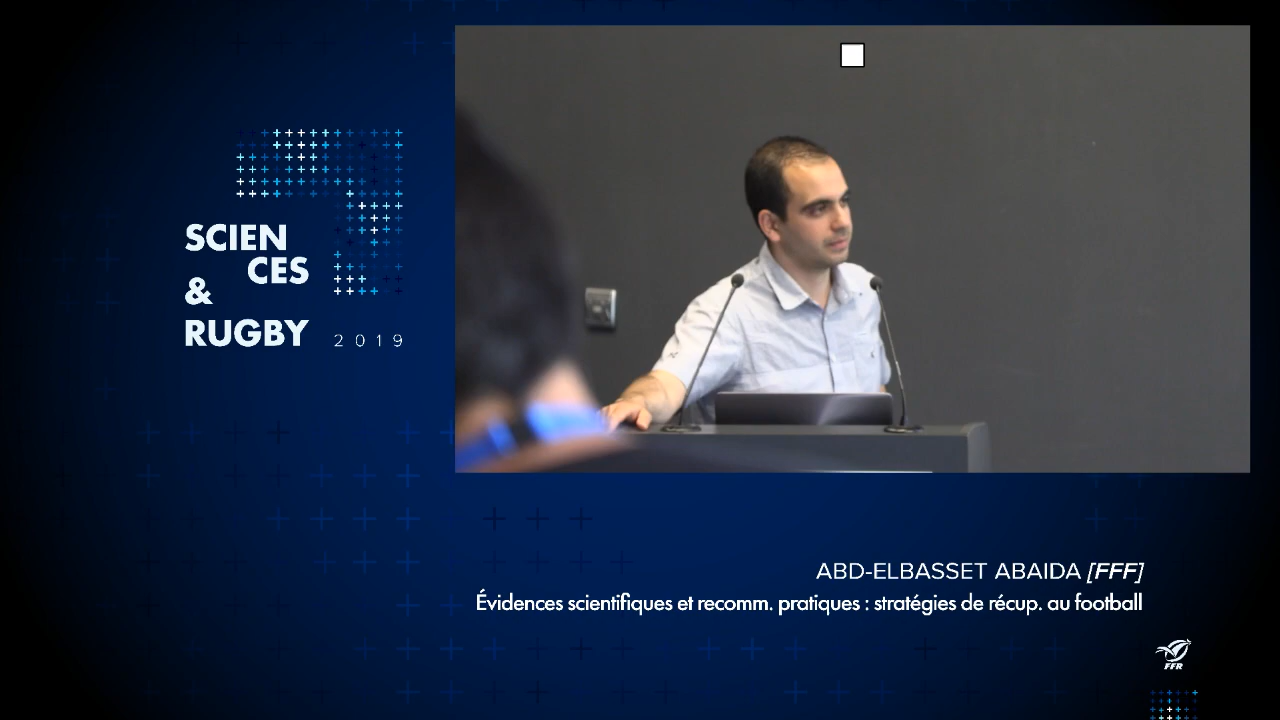 SCIEN
CES
&
RUGBY 2019
ABD-ELBASSET ABAIDA [FFF]
Évidences scientifiques et recomm. pratiques : stratégies de récup. au football
FFR